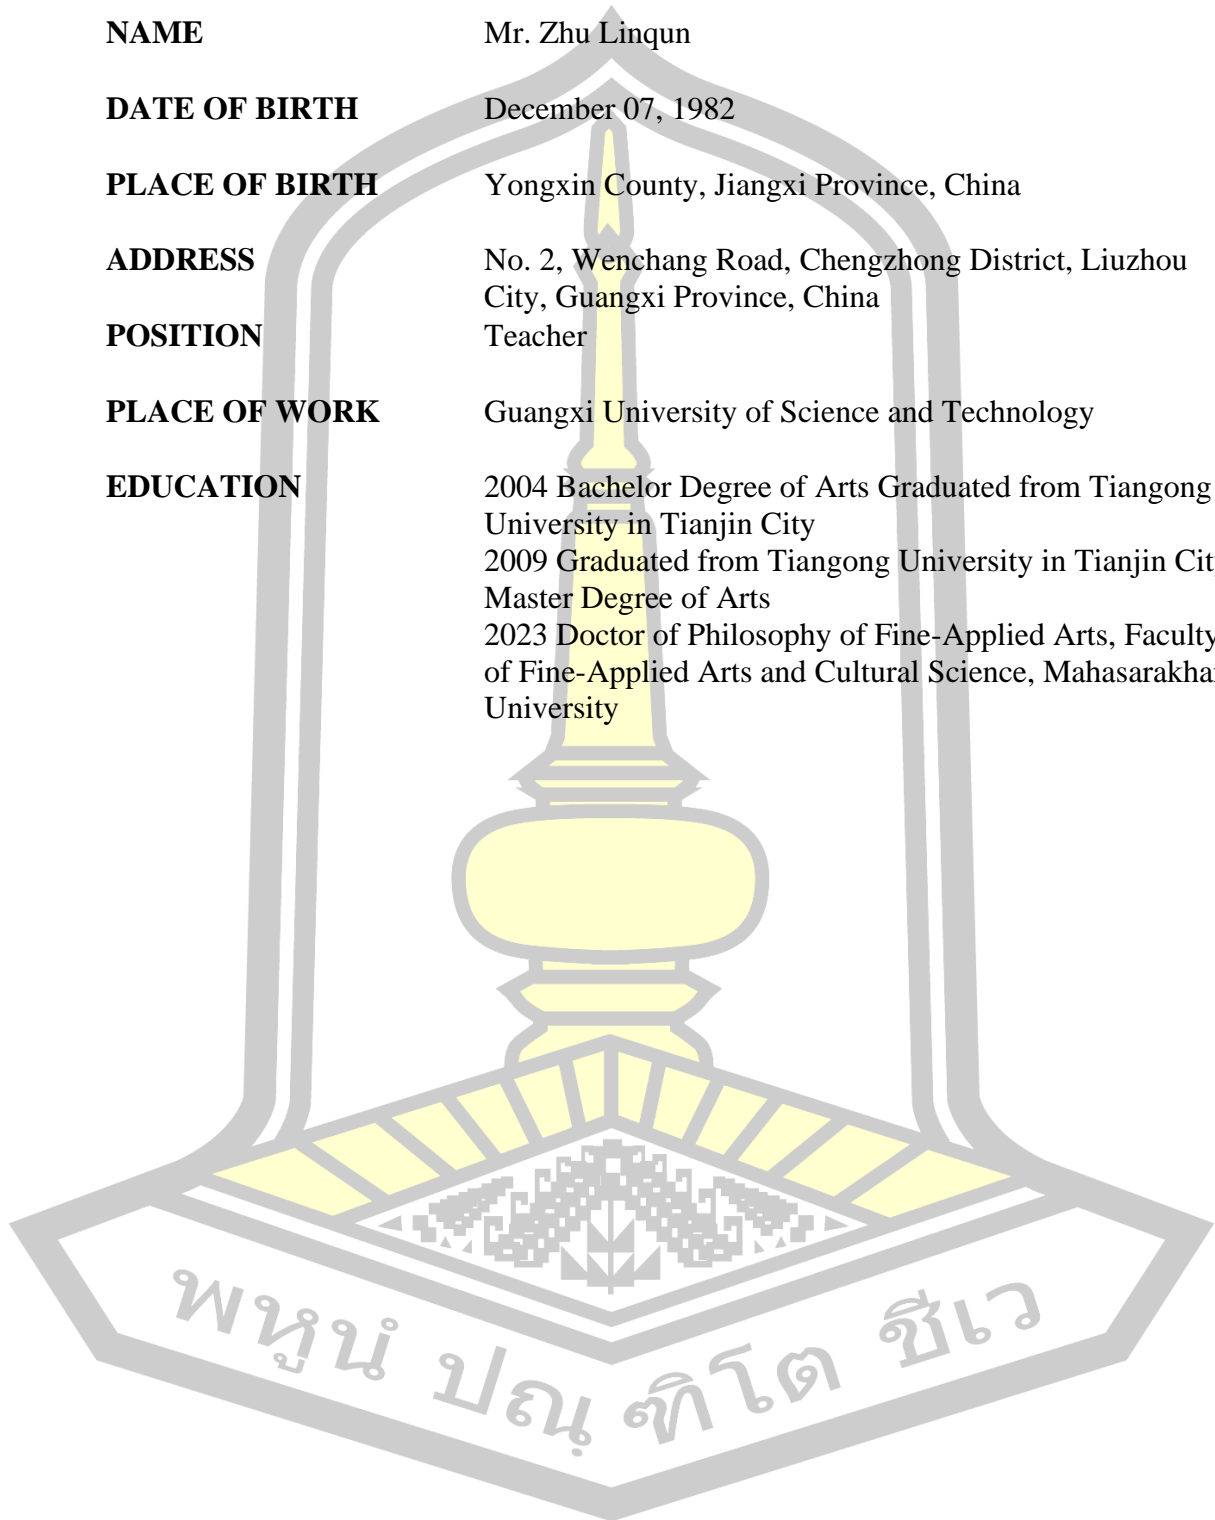 NAME Mr. Zhu Linqun
DATE OF BIRTH December 07, 1982
PLACE OF BIRTH Yongxin County, Jiangxi Province, China
ADDRESS No. 2, Wenchang Road, Chengzhong District, Liuzhou
City, Guangxi Province, China
POSITION Teacher
PLACE OF WORK Guangxi University of Science and Technology
EDUCATION 2004 Bachelor Degree of Arts Graduated from Tiangong
University in Tianjin City
2009 Graduated from Tiangong University in Tianjin Cit
Master Degree of Arts
2023 Doctor of Philosophy of Fine-Applied Arts, Faculty
of Fine-Applied Arts and Cultural Science, Mahasarakha
University
พหูนํ ปณฺฑิโต ชีเว